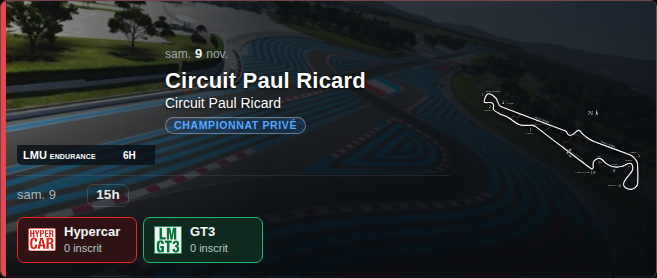 sam. 9 nov.
Circuit Paul Ricard
Circuit Paul Ricard
CHAMPIONNAT PRIVÉ
LMU ENDURANCE 6H
sam. 9 15h
HYPER
CAR
Hypercar
0 inscrit
LM
GT3
GT3
0 inscrit
N